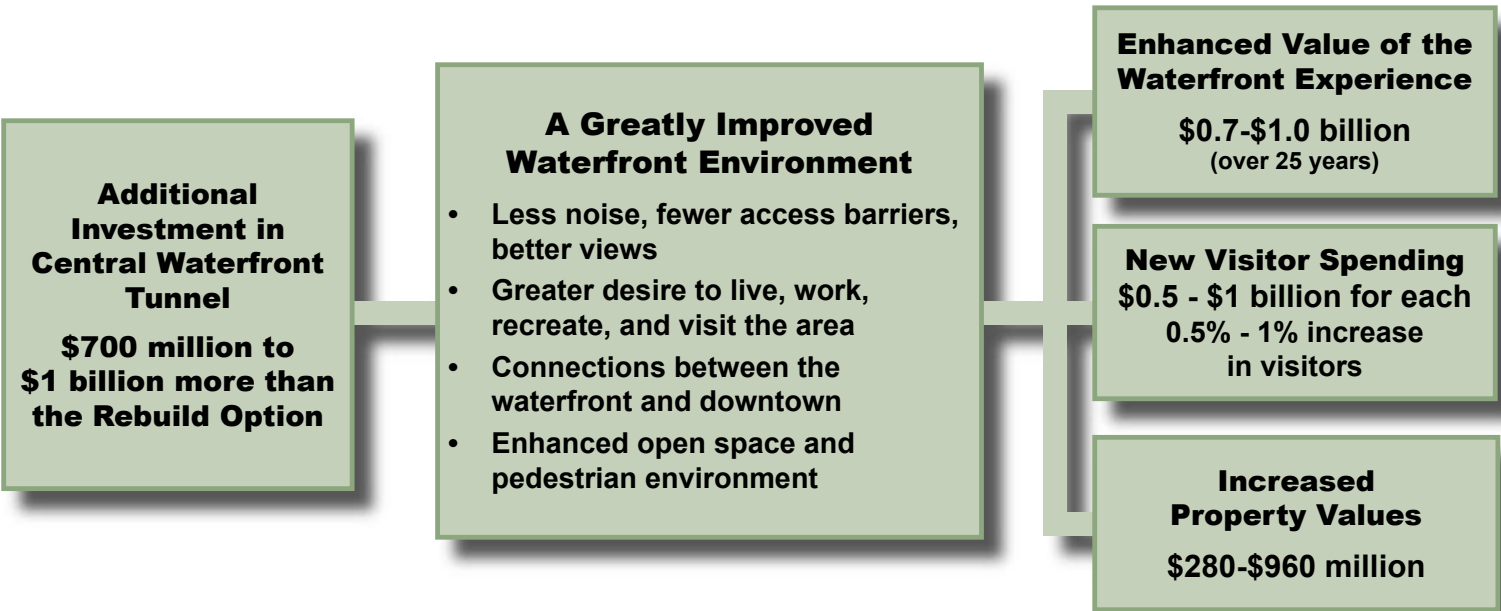 Additional
Investment in
Central Waterfront
Tunnel
$700 million to
$1 billion more than
the Rebuild Option
A Greatly Improved
Waterfront Environment
• Less noise, fewer access barriers,
better views
• Greater desire to live, work,
recreate, and visit the area
• Connections between the
waterfront and downtown
• Enhanced open space and
pedestrian environment
Enhanced Value of the
Waterfront Experience
$0.7-$1.0 billion
(over 25 years)
New Visitor Spending
$0.5 - $1 billion for each
0.5% - 1% increase
in visitors
Increased
Property Values
$280-$960 million